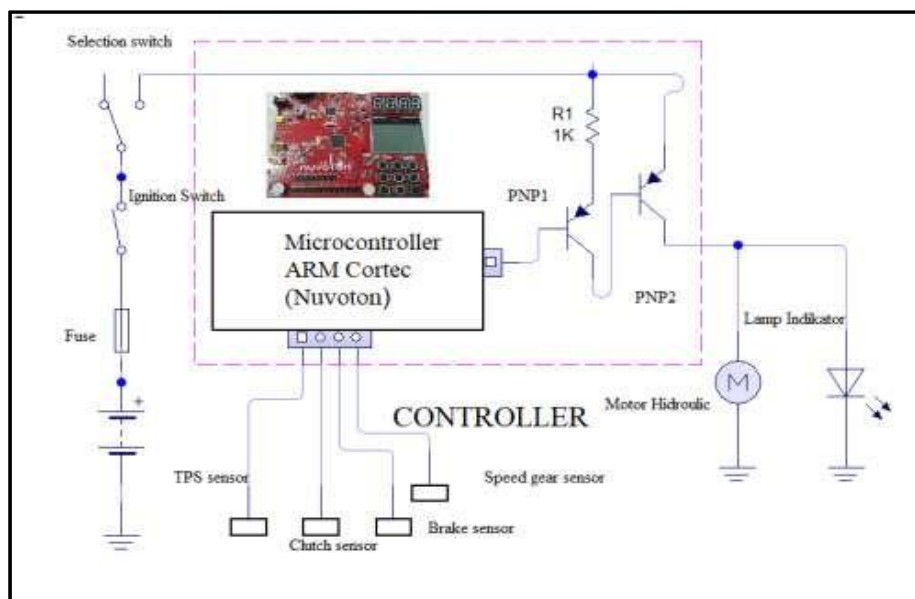 Selection switch
R1
1K
nuvoTon
Ignition Switch
PNP1
Microcontroller
ARM Cortec
(Nuvoton)
PNP2
Fuse
Lamp Indikator
+
M
Motor Hidroulic
CONTROLLER
TPS sensor
Speed gear sensor
Brake sensor
Clutch sensor